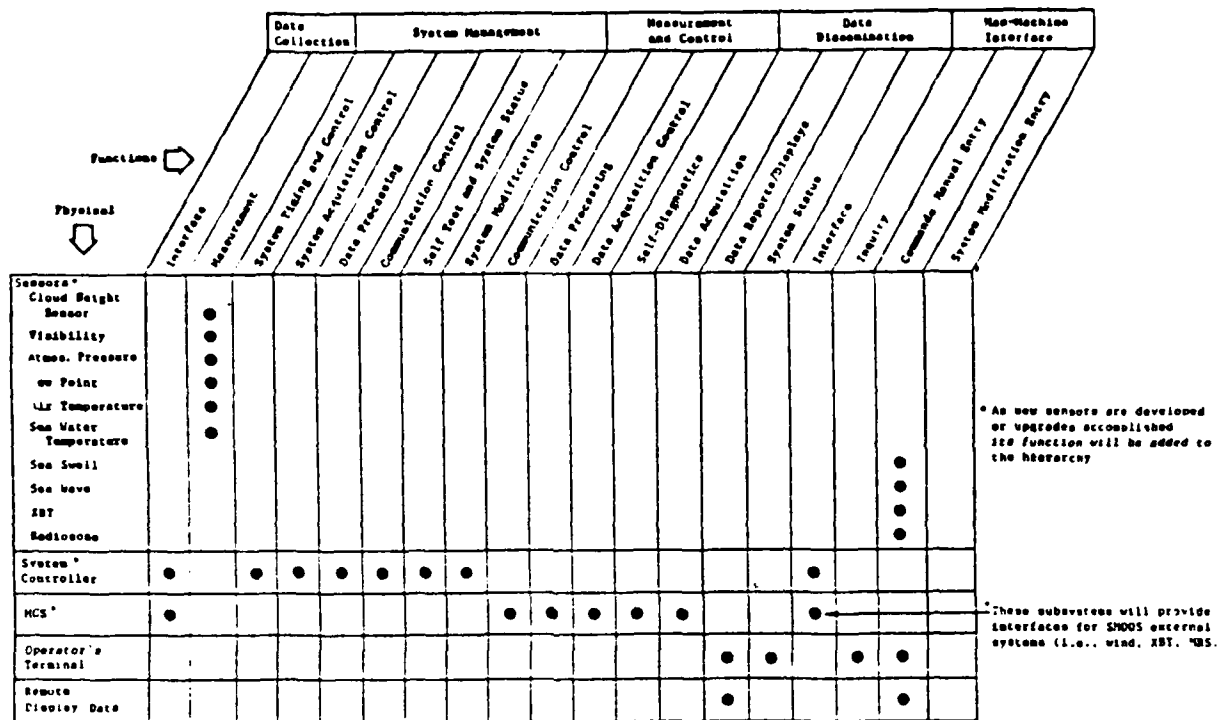 Data
Collection
System Management
Measurement
and Control
Data
Dissemination
Man-Machine
Interface
Functions
Physical
Interface
Measurement
System Timing and Control
System Acquisition Control
Data Processing
Communication Control
Self Test and System Status
System Modification
Communication Control
Data Processing
Data Acquisition Control
Self-Diagnostics
Data Acquisition
Data Reports/Displays
System Status
Interface
Inquiry
Commands Manual Entry
System Modification Entry
Sensors*
Cloud Height
Sensor
Visibility
Atmos. Pressure
Point
Temperature
Sea Water
Temperature
Sea Swell
Sea Wave
XBT
Radiosone
System*
Controller
MCS*
Operator's
Terminal
Remote
Display Data
* As new sensors are developed
or upgrades accomplished
its function will be added to
the hierarchy
* These subsystems will provide
interfaces for SMOOS external
systems (i.e., wind, XBT,